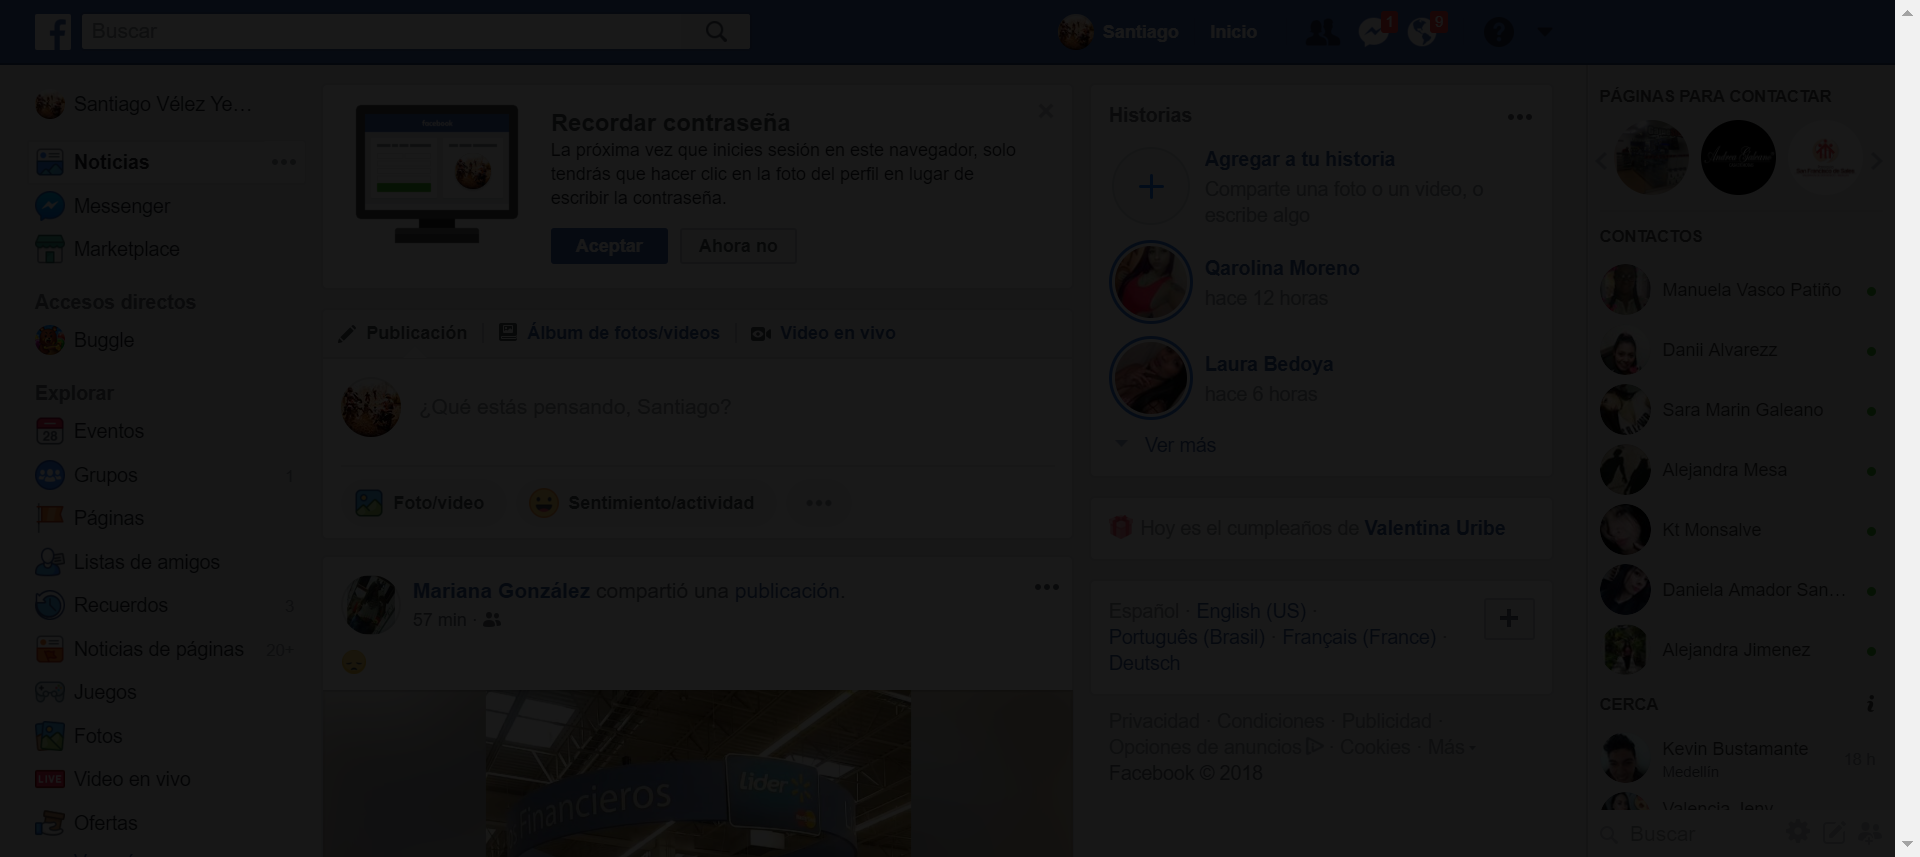 Buscar
Santiago
Inicio
1
9
?
Santiago Vélez Ye...
Noticias
Messenger
Marketplace
Accesos directos
Buggle
Explorar
28
Eventos
Grupos
1
Páginas
Listas de amigos
Recuerdos
3
Noticias de páginas
20+
Juegos
Fotos
LIVE
Video en vivo
Ofertas
facebook
Recordar contraseña
La próxima vez que inicies sesión en este navegador, solo
tendrás que hacer clic en la foto del perfil en lugar de
escribir la contraseña.
Aceptar
Ahora no
Publicación
Álbum de fotos/videos
Video en vivo
¿Qué estás pensando, Santiago?
Foto/video
Sentimiento/actividad
Mariana González compartió una publicación.
57 min ·
Financieros
lider
Historias
Agregar a tu historia
Comparte una foto o un video, o
escribe algo
Qarolina Moreno
hace 12 horas
Laura Bedoya
hace 6 horas
Ver más
Hoy es el cumpleaños de Valentina Uribe
Español · English (US) ·
Português (Brasil) · Français (France) ·
Deutsch
Privacidad · Condiciones · Publicidad ·
Opciones de anuncios · Cookies · Más
Facebook © 2018
PÁGINAS PARA CONTACTAR
CONTACTOS
Manuela Vasco Patiño
Danii Alvarezz
Sara Marin Galeano
Alejandra Mesa
Kt Monsalve
Daniela Amador San...
Alejandra Jimenez
CERCA
Kevin Bustamante
Medellín
18 h
Valencia Jeny
Buscar